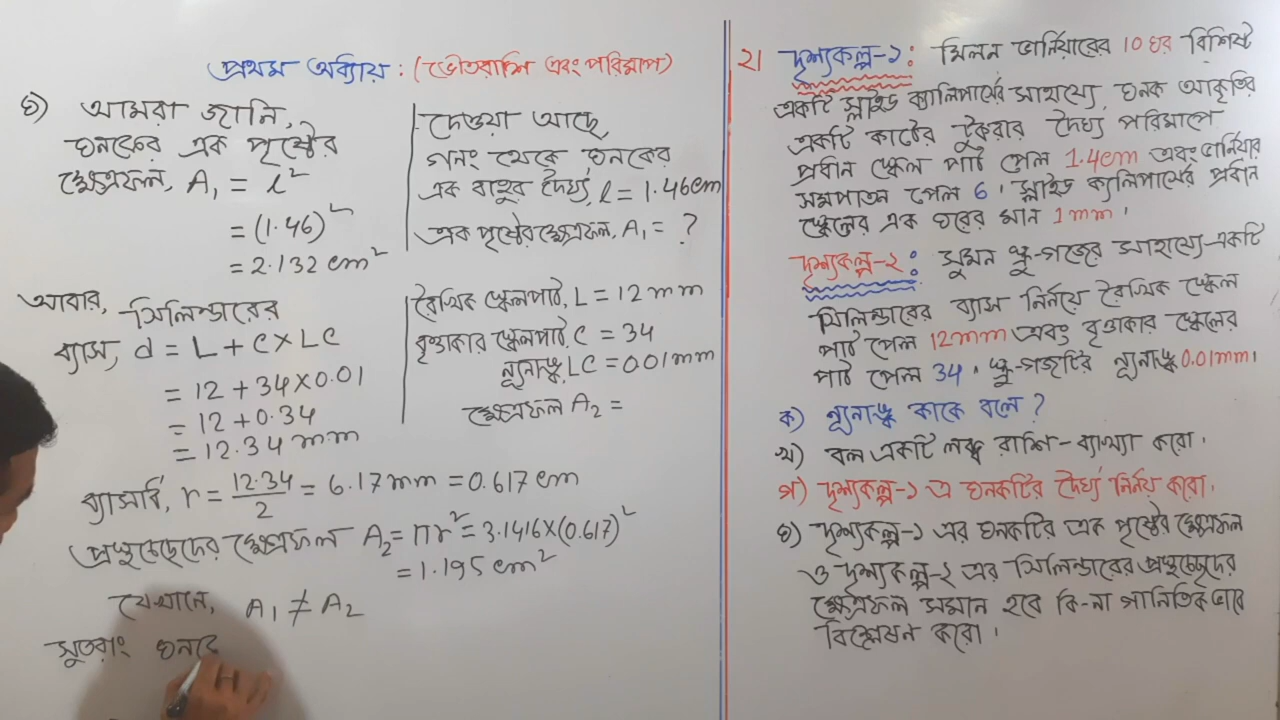 প্রথম অধ্যায় : (ভৌতরাশি এবং পরিমাপ)
ঘ) আমরা জানি,
ঘনকের এক পৃষ্ঠের
ক্ষেত্রফল, A₁ = l²
= (1.46)²
= 2.132 cm²
দেওয়া আছে,
গনং থেকে ঘনকের
এক বাহুর দৈর্ঘ্য, l = 1.46cm
এক পৃষ্ঠের ক্ষেত্রফল, A₁ = ?
আবার, সিলিন্ডারের
ব্যাস, d = L + C × LC
= 12 + 34 × 0.01
= 12 + 0.34
= 12.34 mm
রৈখিক স্কেলপাঠ, L = 12 mm
বৃত্তাকার স্কেলপাঠ, C = 34
ন্যূনাঙ্ক, LC = 0.01 mm
ক্ষেত্রফল A₂ =
ব্যাসার্ধ, r = 12.34/2 = 6.17 mm = 0.617 cm
প্রস্থচ্ছেদের ক্ষেত্রফল A₂ = πr² = 3.1416×(0.617)²
= 1.195 cm²
যেখানে, A₁ ≠ A₂
সুতরাং ঘনকে
২। দৃশ্যকল্প-১: মিলন ভার্নিয়ারের 10 ঘর বিশিষ্ট
একটি স্লাইড ক্যালিপার্সের সাহায্যে ঘনক আকৃতির
একটি কাঠের টুকরার দৈর্ঘ্য পরিমাপে
প্রধান স্কেল পাঠ পেল 1.4cm এবং ভার্নিয়ার
সমপাতন পেল 6। স্লাইড ক্যালিপার্সের প্রধান
স্কেলের এক ঘরের মান 1mm।
দৃশ্যকল্প-২: সুমন স্ক্রু-গজের সাহায্যে একটি
সিলিন্ডারের ব্যাস নির্নয়ে রৈখিক স্কেল
পাঠ পেল 12mm এবং বৃত্তাকার স্কেলের
পাঠ পেল 34। স্ক্রু-গজটির ন্যূনাঙ্ক 0.01mm।
ক) ন্যূনাঙ্ক কাকে বলে?
খ) বল একটি লব্ধ রাশি-ব্যাখ্যা করো।
গ) দৃশ্যকল্প-১ এ ঘনকটির দৈর্ঘ্য নির্নয় করো।
ঘ) দৃশ্যকল্প-১ এর ঘনকটির এক পৃষ্ঠের ক্ষেত্রফল
ও দৃশ্যকল্প-২ এর সিলিন্ডারের প্রস্থচ্ছেদের
ক্ষেত্রফল সমান হবে কি-না গানিতিক ভাবে
বিশ্লেষন করো।